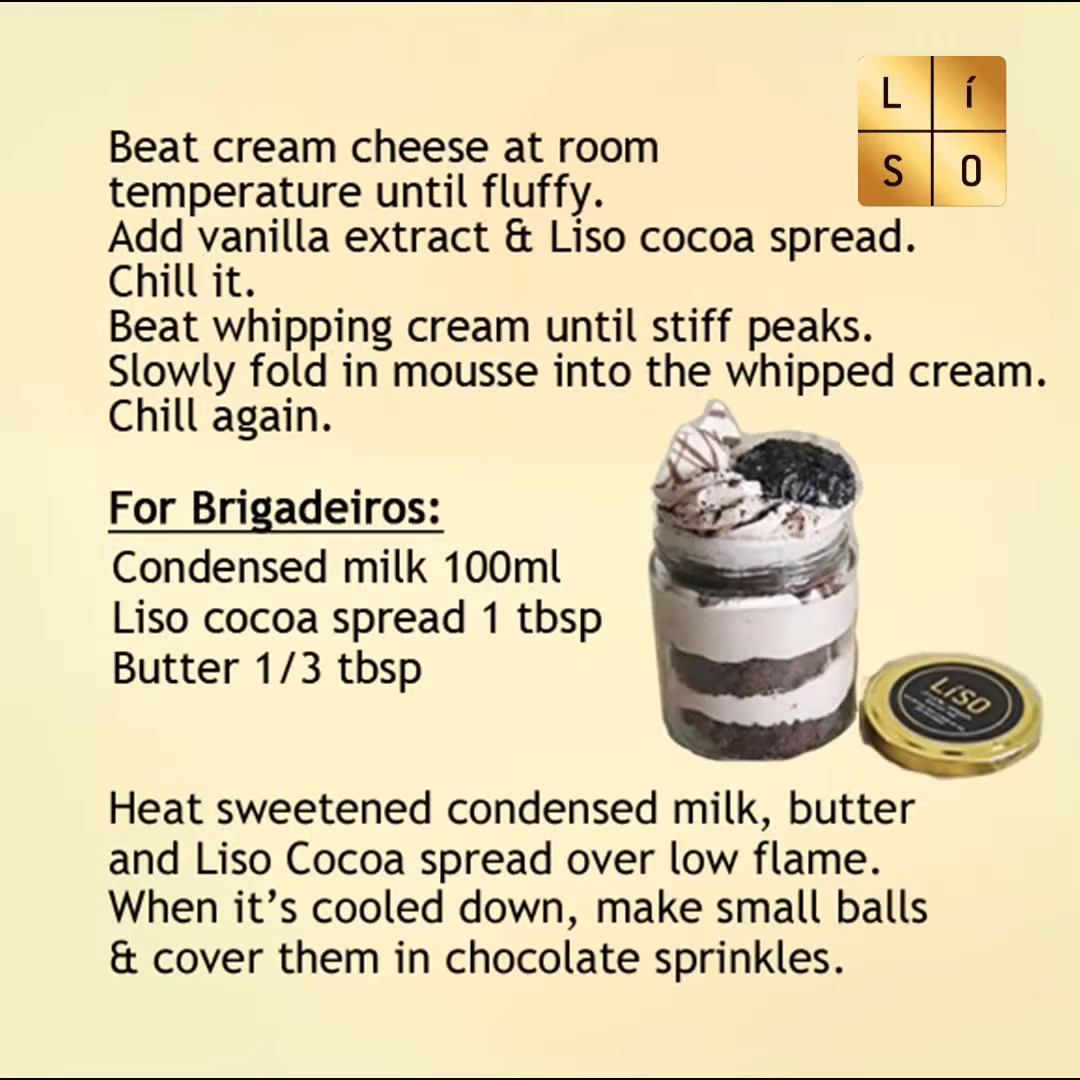 L í
S O
Beat cream cheese at room
temperature until fluffy.
Add vanilla extract & Liso cocoa spread.
Chill it.
Beat whipping cream until stiff peaks.
Slowly fold in mousse into the whipped cream.
Chill again.
For Brigadeiros:
Condensed milk 100ml
Liso cocoa spread 1 tbsp
Butter 1/3 tbsp
LíSO
Heat sweetened condensed milk, butter
and Liso Cocoa spread over low flame.
When it's cooled down, make small balls
& cover them in chocolate sprinkles.